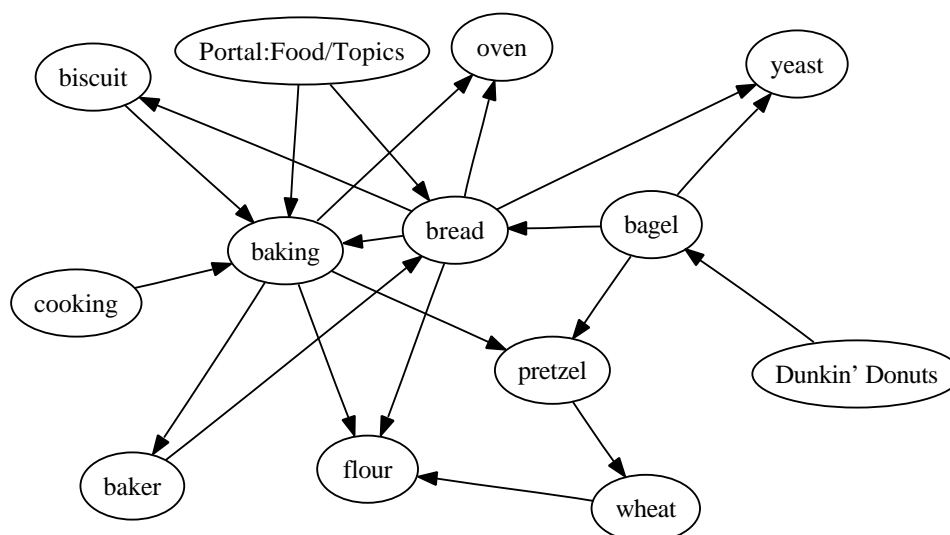 Portal:Food/Topics
oven
biscuit
yeast
baking
bread
bagel
cooking
pretzel
Dunkin’ Donuts
baker
flour
wheat